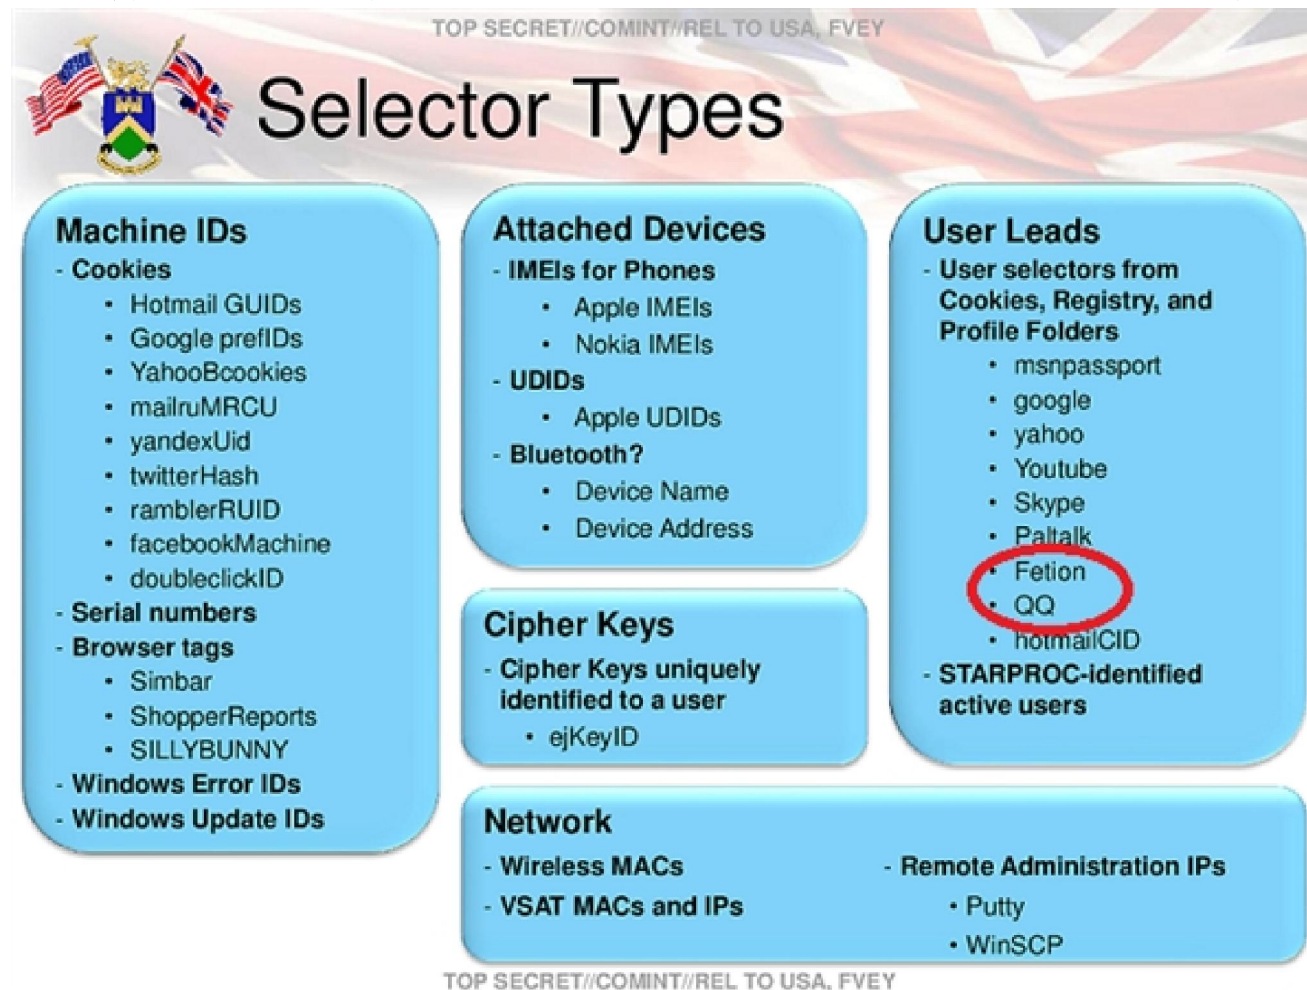 TOP SECRET//COMINT//REL TO USA, FVEY
Selector Types
Machine IDs
- Cookies
• Hotmail GUIDs
• Google prefIDs
• YahooBcookies
• mailruMRCU
• yandexUid
• twitterHash
• ramblerRUID
• facebookMachine
• doubleclickID
- Serial numbers
- Browser tags
• Simbar
• ShopperReports
• SILLYBUNNY
- Windows Error IDs
- Windows Update IDs
Attached Devices
- IMEIs for Phones
• Apple IMEIs
• Nokia IMEIs
- UDIDs
• Apple UDIDs
- Bluetooth?
• Device Name
• Device Address
Cipher Keys
- Cipher Keys uniquely
identified to a user
• ejKeyID
User Leads
- User selectors from
Cookies, Registry, and
Profile Folders
• msnpassport
• google
• yahoo
• Youtube
• Skype
• Paltalk
• Fetion
• QQ
• hotmailCID
- STARPROC-identified
active users
Network
- Wireless MACs
- VSAT MACs and IPs
- Remote Administration IPs
• Putty
• WinSCP
TOP SECRET//COMINT//REL TO USA, FVEY